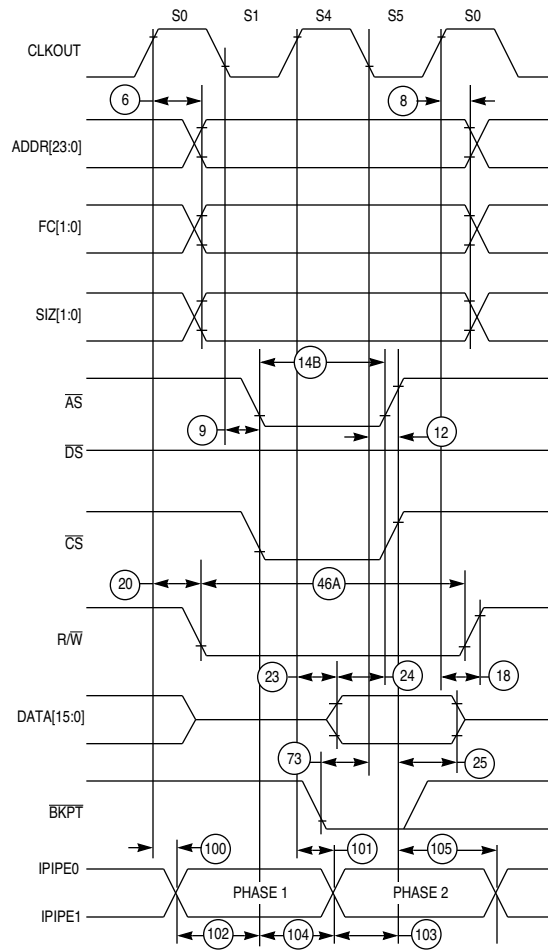 S0 S1 S4 S5 S0
CLKOUT
6 8
ADDR[23:0]
FC[1:0]
SIZ[1:0]
14B
AS
9 12
DS
CS
20 46A
R/W
23 24 18
DATA[15:0]
73 25
BKPT
100 101 105
IPIPE0
PHASE 1 PHASE 2
IPIPE1
102 104 103